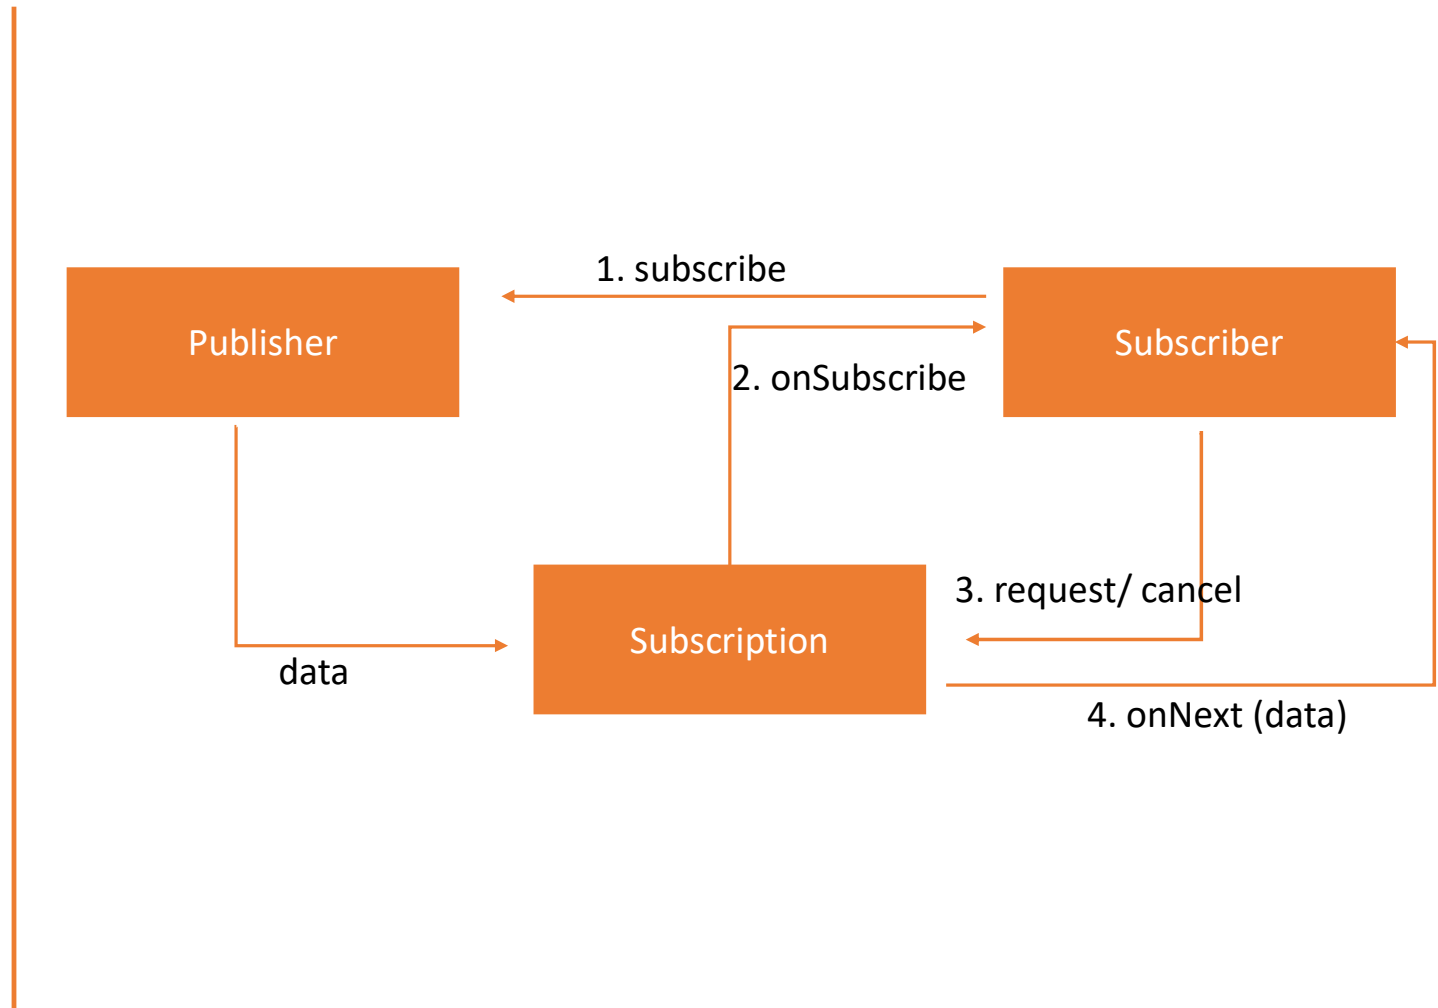 1. subscribe
Publisher
Subscriber
2. onSubscribe
3. request/ cancel
Subscription
data
4. onNext (data)